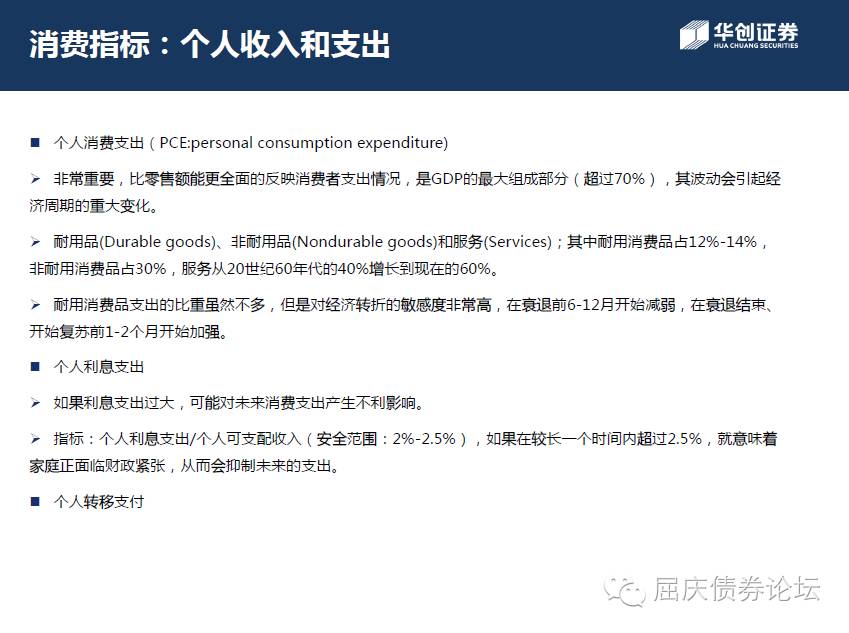 消费指标：个人收入和支出
华创证券
HUA CHUANG SECURITIES
■ 个人消费支出（PCE:personal consumption expenditure)
➢ 非常重要，比零售额能更全面的反映消费者支出情况，是GDP的最大组成部分（超过70%），其波动会引起经
济周期的重大变化。
➢ 耐用品(Durable goods)、非耐用品(Nondurable goods)和服务(Services)；其中耐用消费品占12%-14%，
非耐用消费品占30%，服务从20世纪60年代的40%增长到现在的60%。
➢ 耐用消费品支出的比重虽然不多，但是对经济转折的敏感度非常高，在衰退前6-12月开始减弱，在衰退结束、
开始复苏前1-2个月开始加强。
■ 个人利息支出
➢ 如果利息支出过大，可能对未来消费支出产生不利影响。
➢ 指标：个人利息支出/个人可支配收入（安全范围：2%-2.5%），如果在较长一个时间内超过2.5%，就意味着
家庭正面临财政紧张，从而会抑制未来的支出。
■ 个人转移支付
屈庆债券论坛